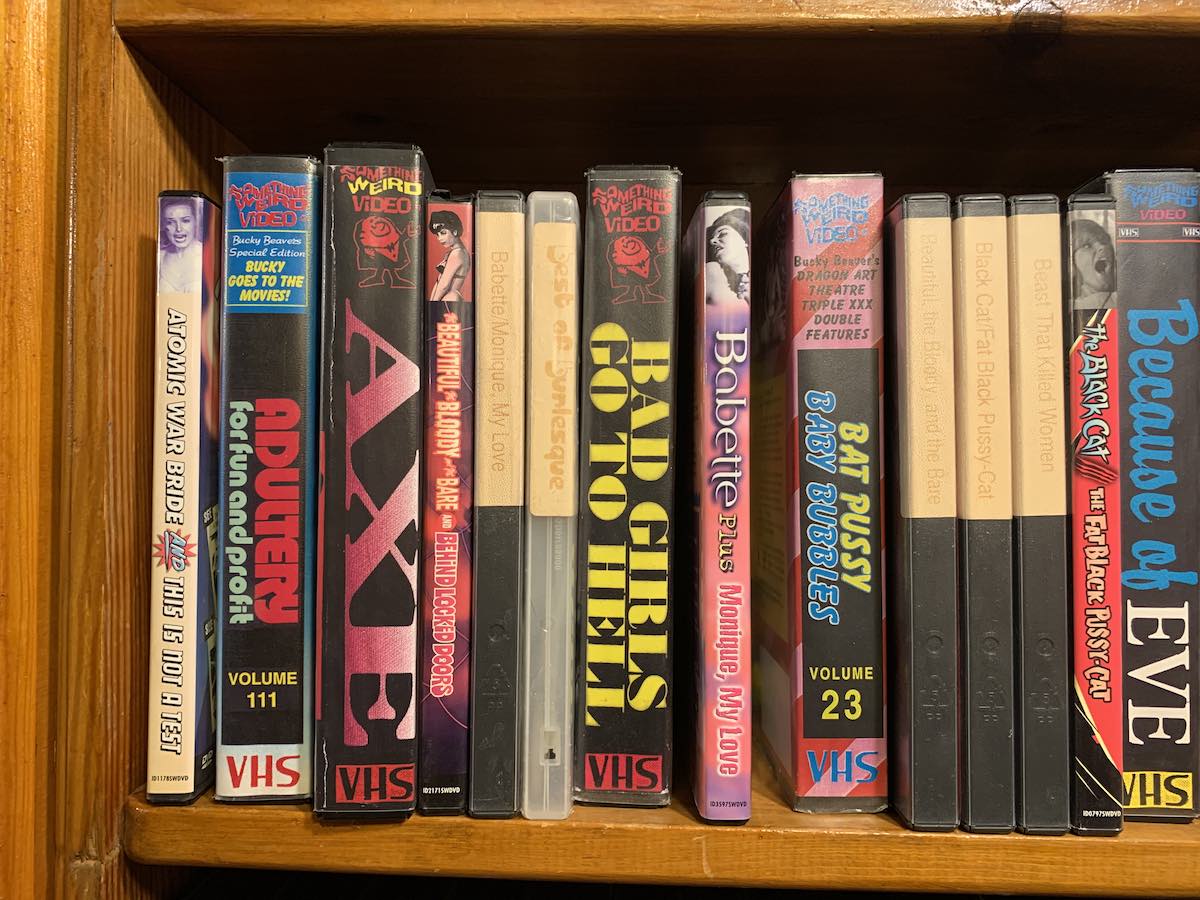 ATOMIC WAR BRIDE AND THIS IS NOT A TEST
ID1178SWDVD
SOMETHING
WEIRD
VIDEO
Bucky Beaver's
Special Edition
BUCKY
GOES TO THE
MOVIES!
ADULTERY
for fun and profit
VOLUME
111
VHS
SOMETHING
WEIRD
VIDEO
AXE
VHS
The BEAUTIFUL the BLOODY and the BARE AND BEHIND LOCKED DOORS
ID2171SWDVD
Babette/Monique, My Love
Best of Burlesque
SOMETHING
WEIRD
VIDEO
BAD GIRLS
GO TO HELL
VHS
Babette Plus Monique, My Love
ID3597SWDVD
SOMETHING
WEIRD
VIDEO
Bucky Beaver's
DRAGON ART
THEATRE
TRIPLE XXX
DOUBLE
FEATURES
BAT PUSSY
BABY BUBBLES
VOLUME
23
VHS
Beautiful, the Bloody, and the Bare
Black Cat/Fat Black Pussy-Cat
Beast That Killed Women
the BLACK CAT THE FAT BLACK PUSSY-CAT
ID0797SWDVD
SOMETHING
WEIRD
VIDEO
VHS VHS
Because of
EVE
VHS